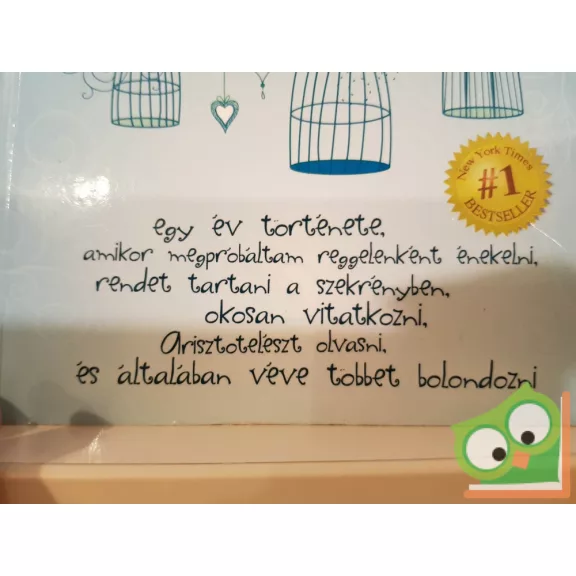 New York Times
#1
BESTSELLER
egy év története,
amikor megpróbáltam reggelenként énekelni,
rendet tartani a szekrényben,
okosan vitatkozni,
Arisztotelészt olvasni,
és általában véve többet bolondozni